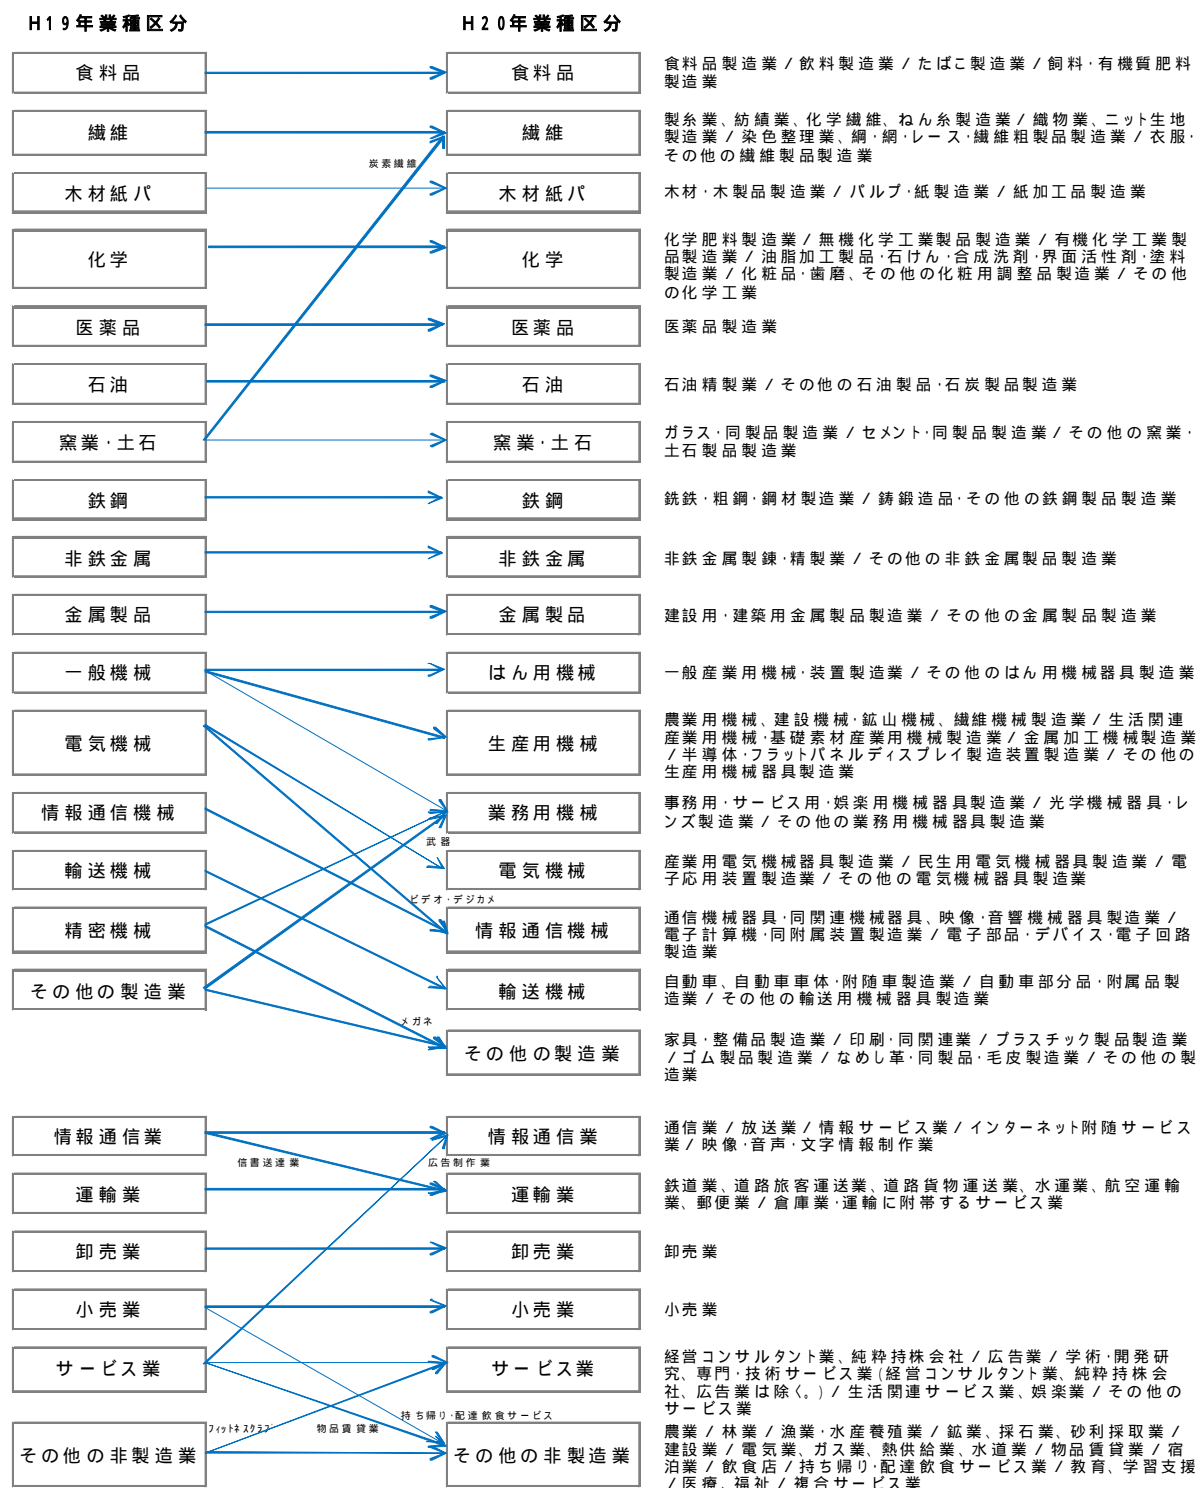 H19年業種区分
H20年業種区分
食料品
食料品
食料品製造業/飲料製造業/たばこ製造業/飼料・有機質肥料
製造業
繊維
繊維
製糸業、紡績業、化学繊維、ねん糸製造業/織物業、ニット生地
製造業/染色整理業、綱・網・レース・繊維粗製品製造業/衣服・
その他の繊維製品製造業
炭素繊維
木材紙パ
木材紙パ
木材・木製品製造業/パルプ・紙製造業/紙加工品製造業
化学
化学
化学肥料製造業/無機化学工業製品製造業/有機化学工業製
品製造業/油脂加工製品・石けん・合成洗剤・界面活性剤・塗料
製造業/化粧品・歯磨、その他の化粧用調整品製造業/その他
の化学工業
医薬品
医薬品
医薬品製造業
石油
石油
石油精製業/その他の石油製品・石炭製品製造業
窯業・土石
窯業・土石
ガラス・同製品製造業/セメント・同製品製造業/その他の窯業・
土石製品製造業
鉄鋼
鉄鋼
銑鉄・粗鋼・鋼材製造業/鋳鍛造品・その他の鉄鋼製品製造業
非鉄金属
非鉄金属
非鉄金属製錬・精製業/その他の非鉄金属製品製造業
金属製品
金属製品
建設用・建築用金属製品製造業/その他の金属製品製造業
一般機械
はん用機械
一般産業用機械・装置製造業/その他のはん用機械器具製造業
電気機械
生産用機械
農業用機械、建設機械・鉱山機械、繊維機械製造業/生活関連
産業用機械・基礎素材産業用機械製造業/金属加工機械製造業
/半導体・フラットパネルディスプレイ製造装置製造業/その他の
生産用機械器具製造業
情報通信機械
業務用機械
事務用・サービス用・娯楽用機械器具製造業/光学機械器具・レ
ンズ製造業/その他の業務用機械器具製造業
武器
輸送機械
電気機械
産業用電気機械器具製造業/民生用電気機械器具製造業/電
子応用装置製造業/その他の電気機械器具製造業
ビデオ・デジカメ
精密機械
情報通信機械
通信機械器具・同関連機械器具、映像・音響機械器具製造業/
電子計算機・同附属装置製造業/電子部品・デバイス・電子回路
製造業
その他の製造業
輸送機械
自動車、自動車車体・附随車製造業/自動車部分品・附属品製
造業/その他の輸送用機械器具製造業
メガネ
その他の製造業
家具・整備品製造業/印刷・同関連業/プラスチック製品製造業
/ゴム製品製造業/なめし革・同製品・毛皮製造業/その他の製
造業
情報通信業
情報通信業
通信業/放送業/情報サービス業/インターネット附随サービス
業/映像・音声・文字情報制作業
信書送達業
広告制作業
運輸業
運輸業
鉄道業、道路旅客運送業、道路貨物運送業、水運業、航空運輸
業、郵便業/倉庫業・運輸に附帯するサービス業
卸売業
卸売業
卸売業
小売業
小売業
小売業
サービス業
サービス業
経営コンサルタント業、純粋持株会社/広告業/学術・開発研
究、専門・技術サービス業(経営コンサルタント業、純粋持株会
社、広告業は除く。)/生活関連サービス業、娯楽業/その他の
サービス業
持ち帰り・配達飲食サービス
フィットネスクラブ
物品賃貸業
その他の非製造業
その他の非製造業
農業/林業/漁業・水産養殖業/鉱業、採石業、砂利採取業/
建設業/電気業、ガス業、熱供給業、水道業/物品賃貸業/宿
泊業/飲食店/持ち帰り・配達飲食サービス業/教育、学習支援
/医療、福祉/複合サービス業